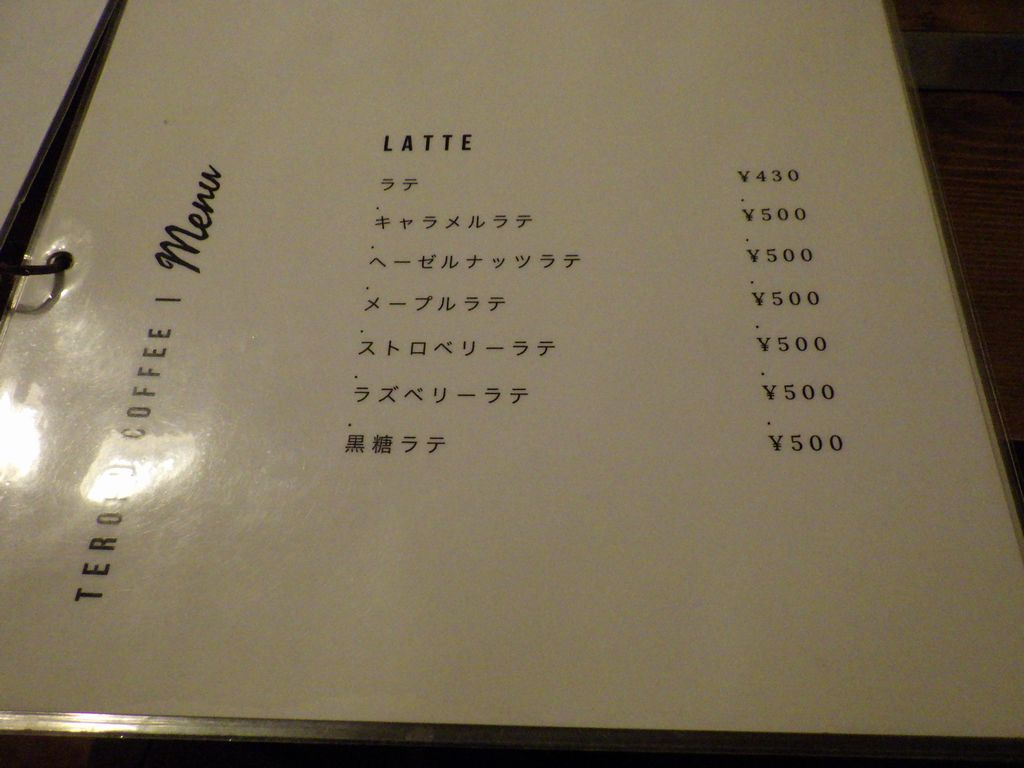 LATTE
ラテ ¥430
キャラメルラテ ¥500
ヘーゼルナッツラテ ¥500
メープルラテ ¥500
ストロベリーラテ ¥500
ラズベリーラテ ¥500
黒糖ラテ ¥500
COFFEE | Menu